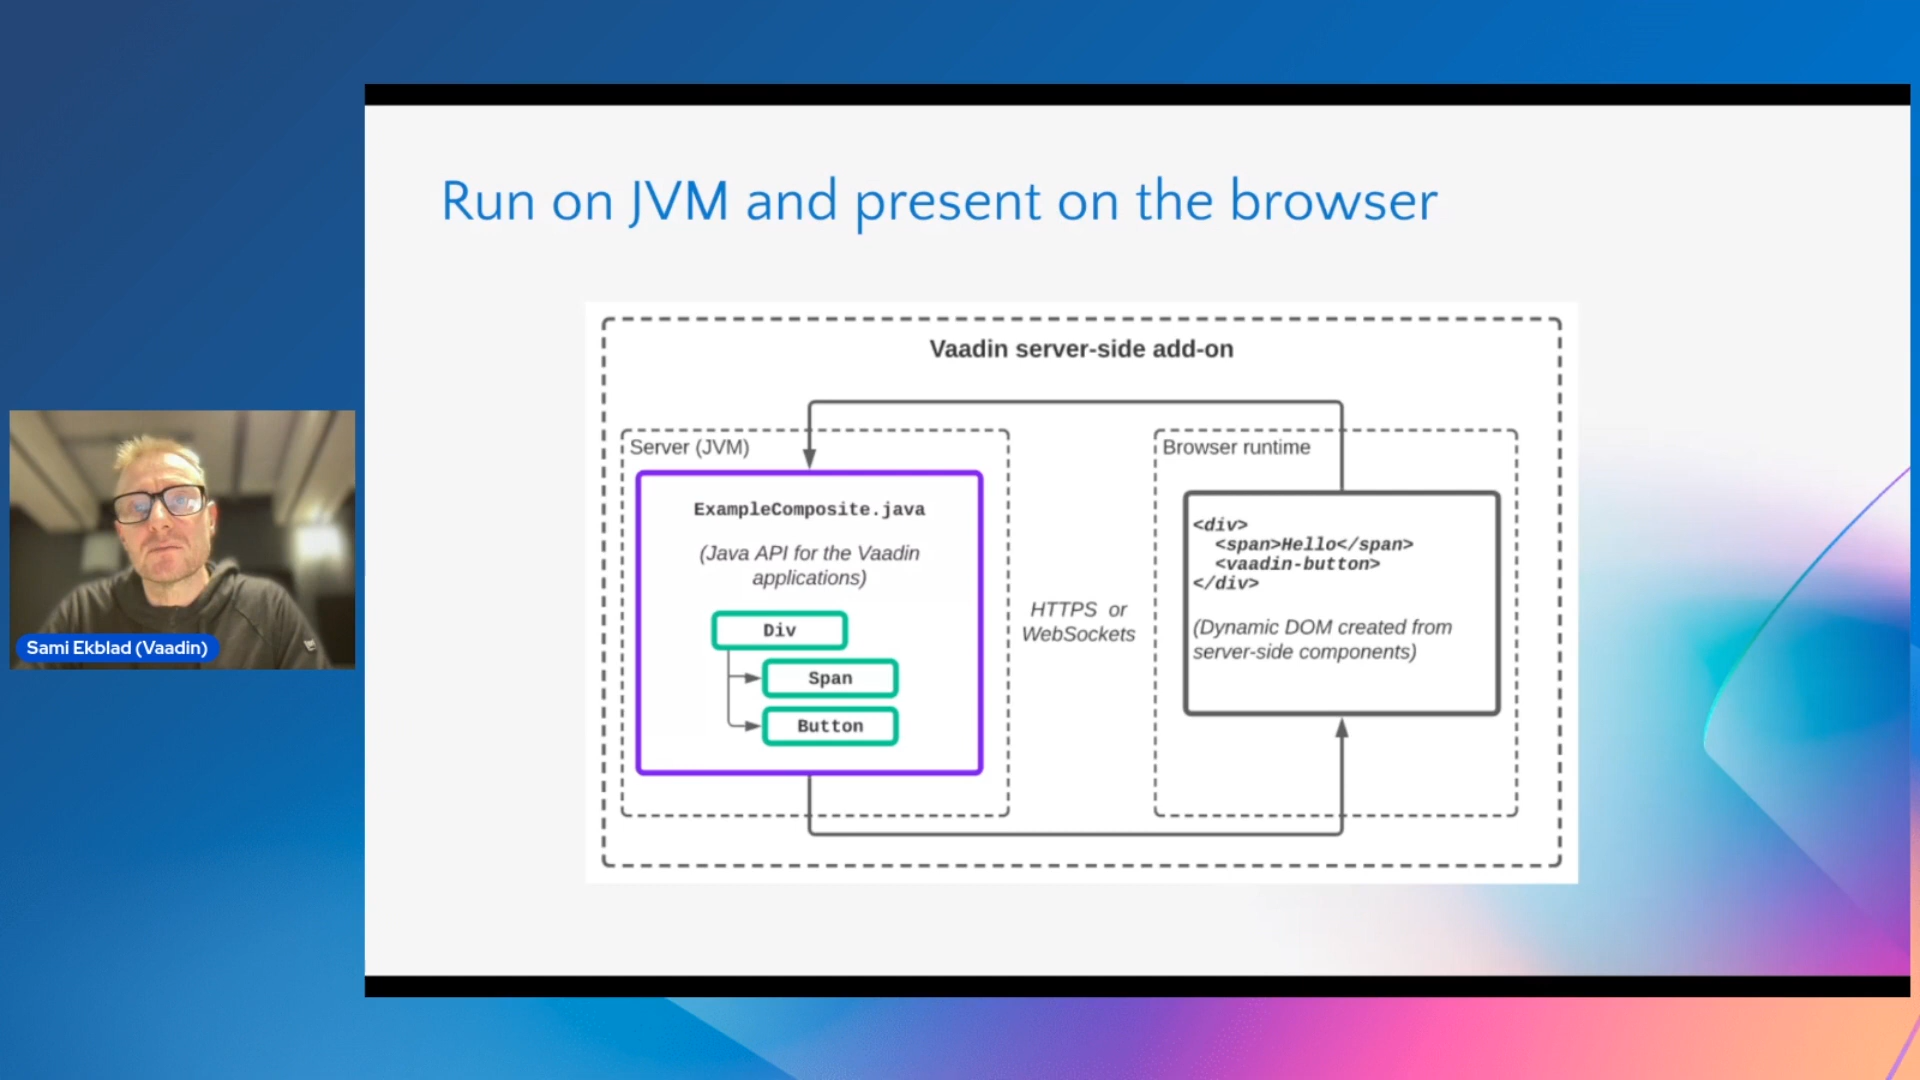 Run on JVM and present on the browser
Vaadin server-side add-on
Server (JVM)
ExampleComposite.java
(Java API for the Vaadin
applications)
Div
Span
Button
HTTPS or
WebSockets
Browser runtime
<div>
<span>Hello</span>
<vaadin-button>
</div>
(Dynamic DOM created from
server-side components)
Sami Ekblad (Vaadin)